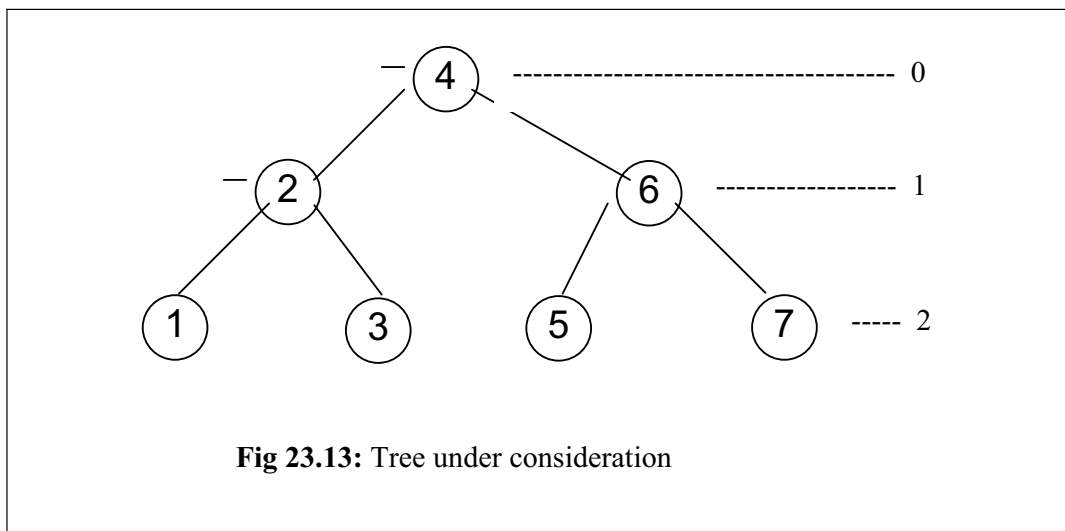 — 4 ----------------------------------- 0
— 2 6 ----------------- 1
1 3 5 7 ----- 2
Fig 23.13: Tree under consideration